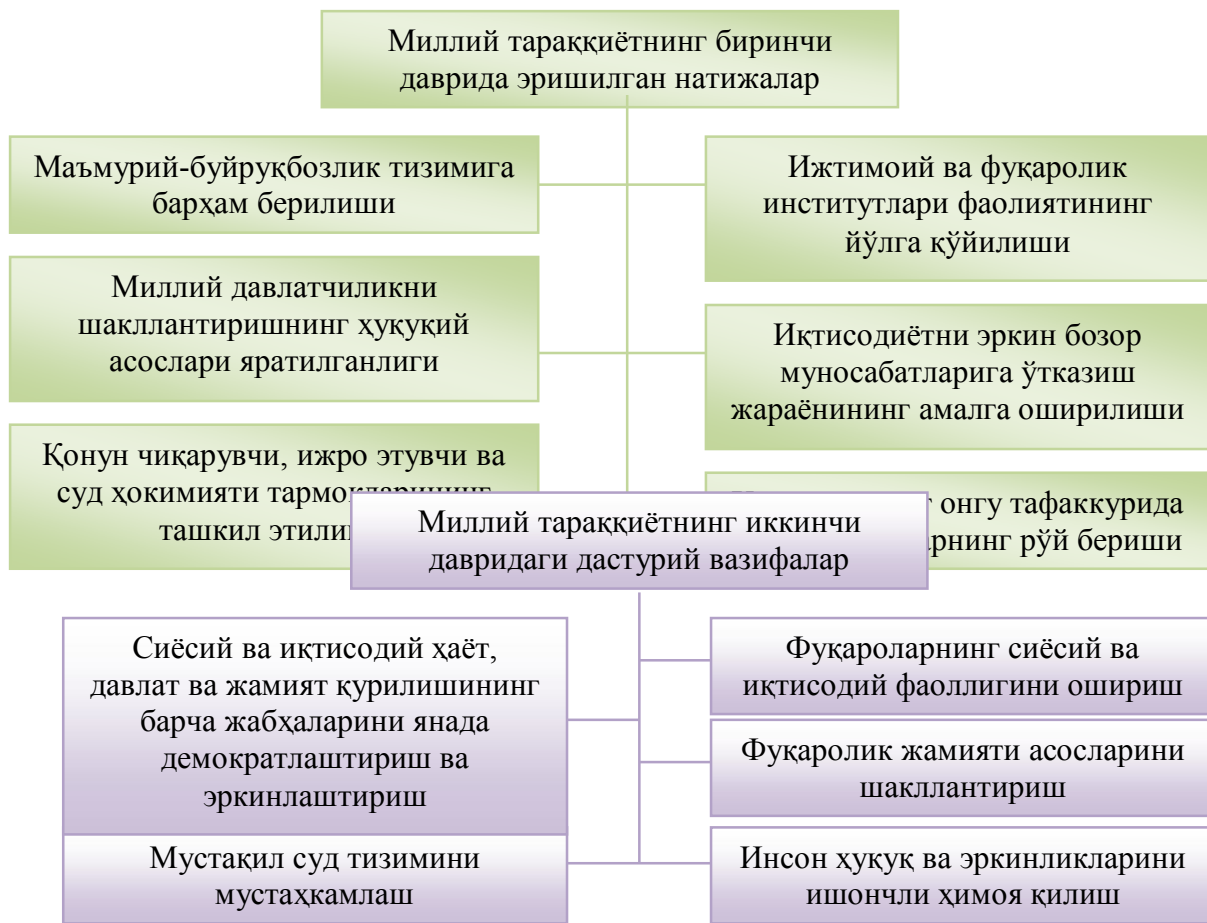 Миллий тараққиётнинг биринчи
даврида эришилган натижалар
Маъмурий-буйруқбозлик тизимига
барҳам берилиши
Ижтимоий ва фуқаролик
институтлари фаолиятининг
йўлга қўйилиши
Миллий давлатчиликни
шакллантиришнинг ҳуқуқий
асослари яратилганлиги
Иқтисодиётни эркин бозор
муносабатларига ўтказиш
жараёнининг амалга оширилиши
Қонун чиқарувчи, ижро этувчи ва
суд ҳокимияти тармоқларининг
ташкил
онгу тафаккурида
рўй бериши
Миллий тараққиётнинг иккинчи
давридаги дастурий вазифалар
Сиёсий ва иқтисодий ҳаёт,
давлат ва жамият қурилишининг
барча жабҳаларини янада
демократлаштириш ва
эркинлаштириш
Фуқароларнинг сиёсий ва
иқтисодий фаоллигини ошириш
Фуқаролик жамияти асосларини
шакллантириш
Мустақил суд тизимини
мустаҳкамлаш
Инсон ҳуқуқ ва эркинликларини
ишончли ҳимоя қилиш